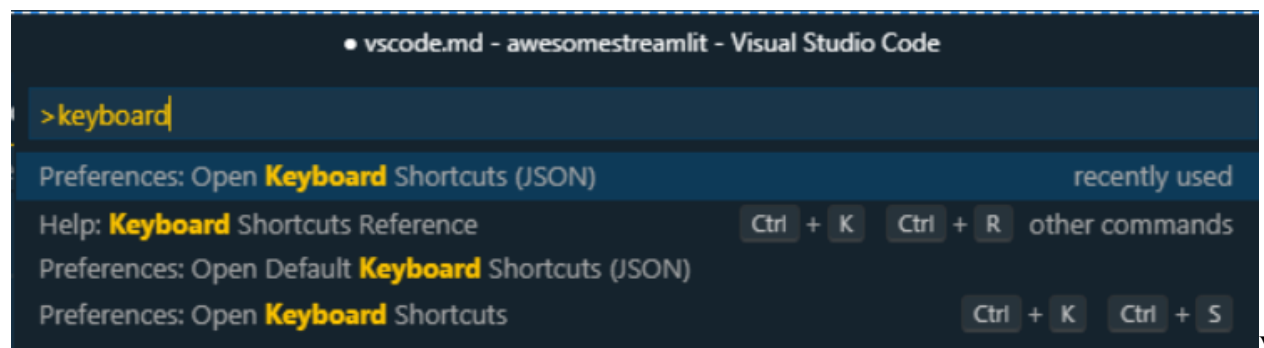 ● vscode.md - awesomestreamlit - Visual Studio Code
>keyboard
Preferences: Open Keyboard Shortcuts (JSON) recently used
Help: Keyboard Shortcuts Reference Ctrl + K Ctrl + R other commands
Preferences: Open Default Keyboard Shortcuts (JSON)
Preferences: Open Keyboard Shortcuts Ctrl + K Ctrl + S